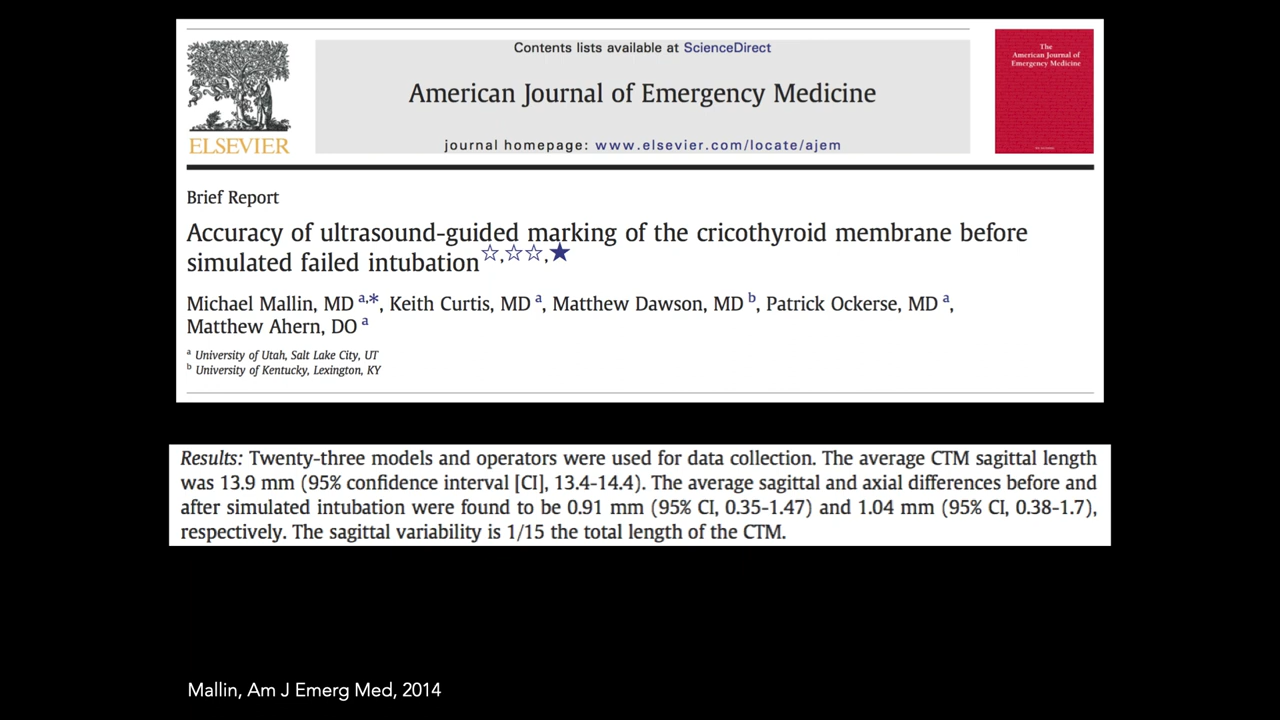 Contents lists available at ScienceDirect
American Journal of Emergency Medicine
journal homepage: www.elsevier.com/locate/ajem
ELSEVIER
The
American Journal of
Emergency Medicine
Brief Report
Accuracy of ultrasound-guided marking of the cricothyroid membrane before
simulated failed intubation☆,☆☆,★
Michael Mallin, MD a,*, Keith Curtis, MD a, Matthew Dawson, MD b, Patrick Ockerse, MD a,
Matthew Ahern, DO a
a University of Utah, Salt Lake City, UT
b University of Kentucky, Lexington, KY
Results: Twenty-three models and operators were used for data collection. The average CTM sagittal length
was 13.9 mm (95% confidence interval [CI], 13.4-14.4). The average sagittal and axial differences before and
after simulated intubation were found to be 0.91 mm (95% CI, 0.35-1.47) and 1.04 mm (95% CI, 0.38-1.7),
respectively. The sagittal variability is 1/15 the total length of the CTM.
Mallin, Am J Emerg Med, 2014